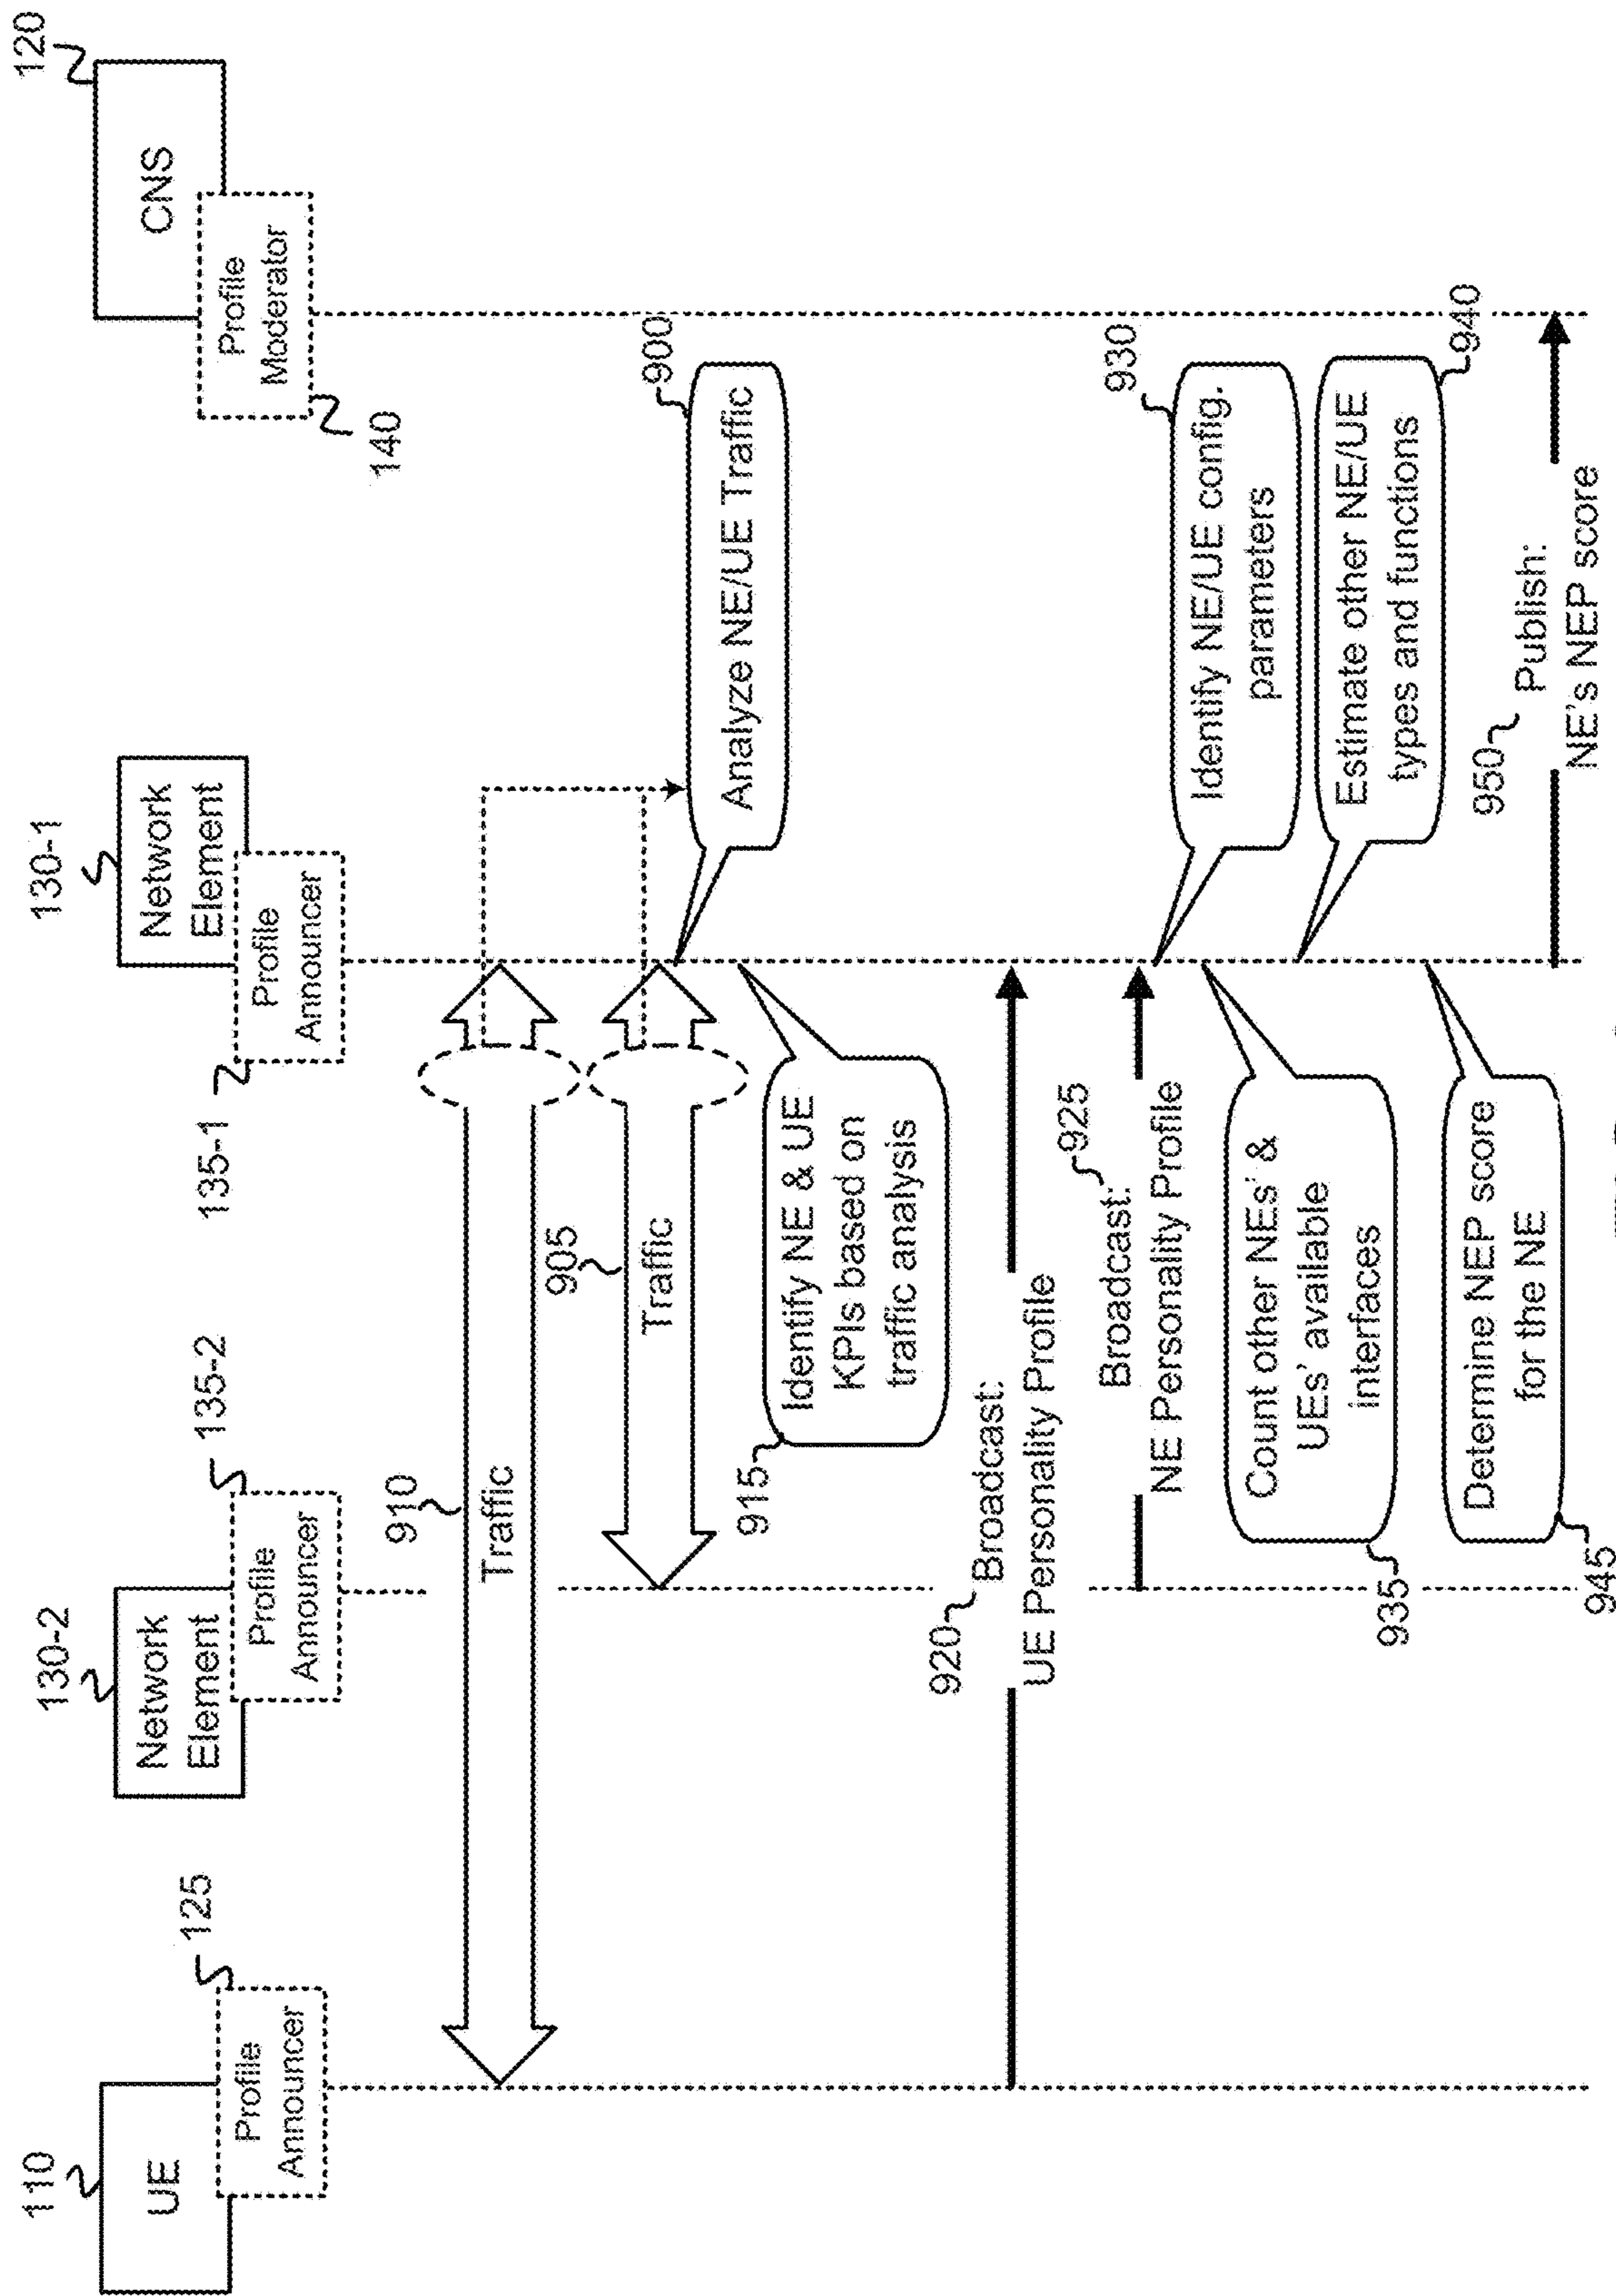 110
UE
Profile
Announcer
125
130-2
Network
Element
Profile
Announcer
135-2
130-1
Network
Element
Profile
Announcer
135-1
120
CNS
Profile
Moderator
140
910
Traffic
905
Traffic
900
Analyze NE/UE Traffic
915
Identify NE & UE
KPIs based on
traffic analysis
920
Broadcast:
UE Personality Profile
925
Broadcast:
NE Personality Profile
930
Identify NE/UE config.
parameters
935
Count other NEs' &
UEs' available
interfaces
940
Estimate other NE/UE
types and functions
945
Determine NEP score
for the NE
950
Publish:
NE's NEP score